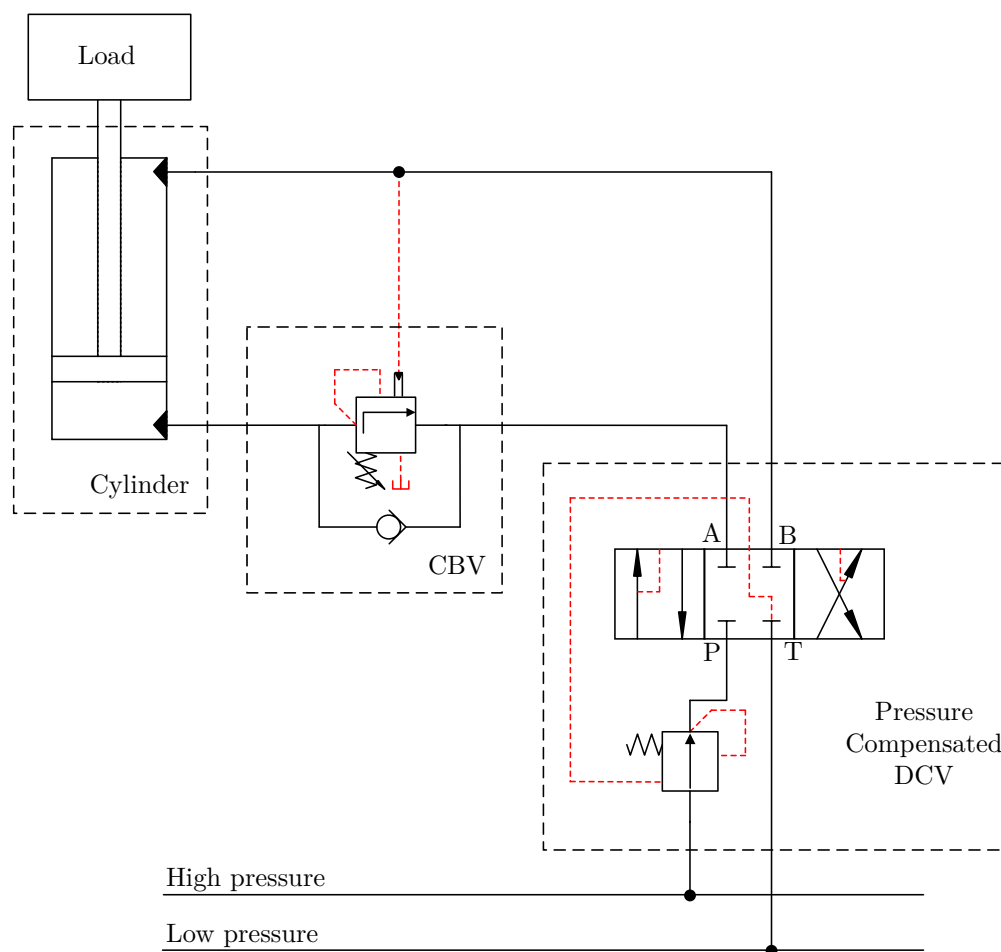 Load
Cylinder
CBV
A
B
P
T
Pressure
Compensated
DCV
High pressure
Low pressure